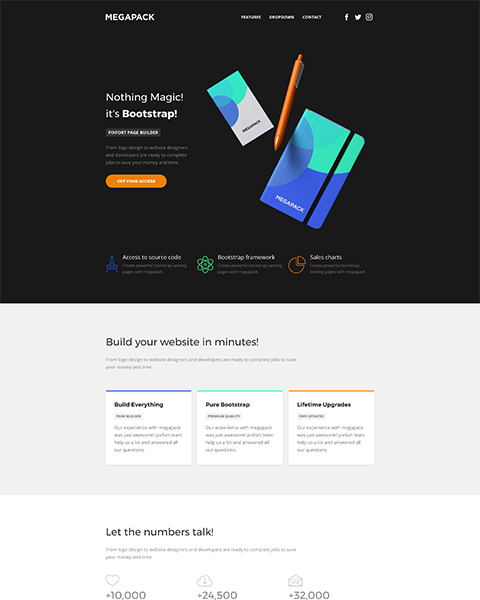 MEGAPACK
FEATURES DROPDOWN CONTACT
Nothing Magic!
it's Bootstrap!
PIXFORT PAGE BUILDER
From logo design to website designers
and developers are ready to complete
jobs to save your money and time.
GET YOUR ACCESS
MEGAPACK
MEGAPACK
Access to source code
Create powerful bootstrap landing
pages with megapack
Bootstrap framework
Create powerful bootstrap landing
pages with megapack
Sales charts
Create powerful bootstrap
landing pages with megapack
Build your website in minutes!
From logo design to website designers and developers are ready to complete jobs to save
your money and time
Build Everything
PAGE BUILDER
Our experience with megapack
was just awesome! pixfort team
help us a lot and answered all
our questions.
Pure Bootstrap
PREMIUM QUALITY
Our experience with megapack
was just awesome! pixfort team
help us a lot and answered all
our questions.
Lifetime Upgrades
FREE UPDATES
Our experience with megapack
was just awesome! pixfort team
help us a lot and answered all
our questions.
Let the numbers talk!
From logo design to website designers and developers are ready to complete jobs to save
your money and time.
+10,000
+24,500
+32,000